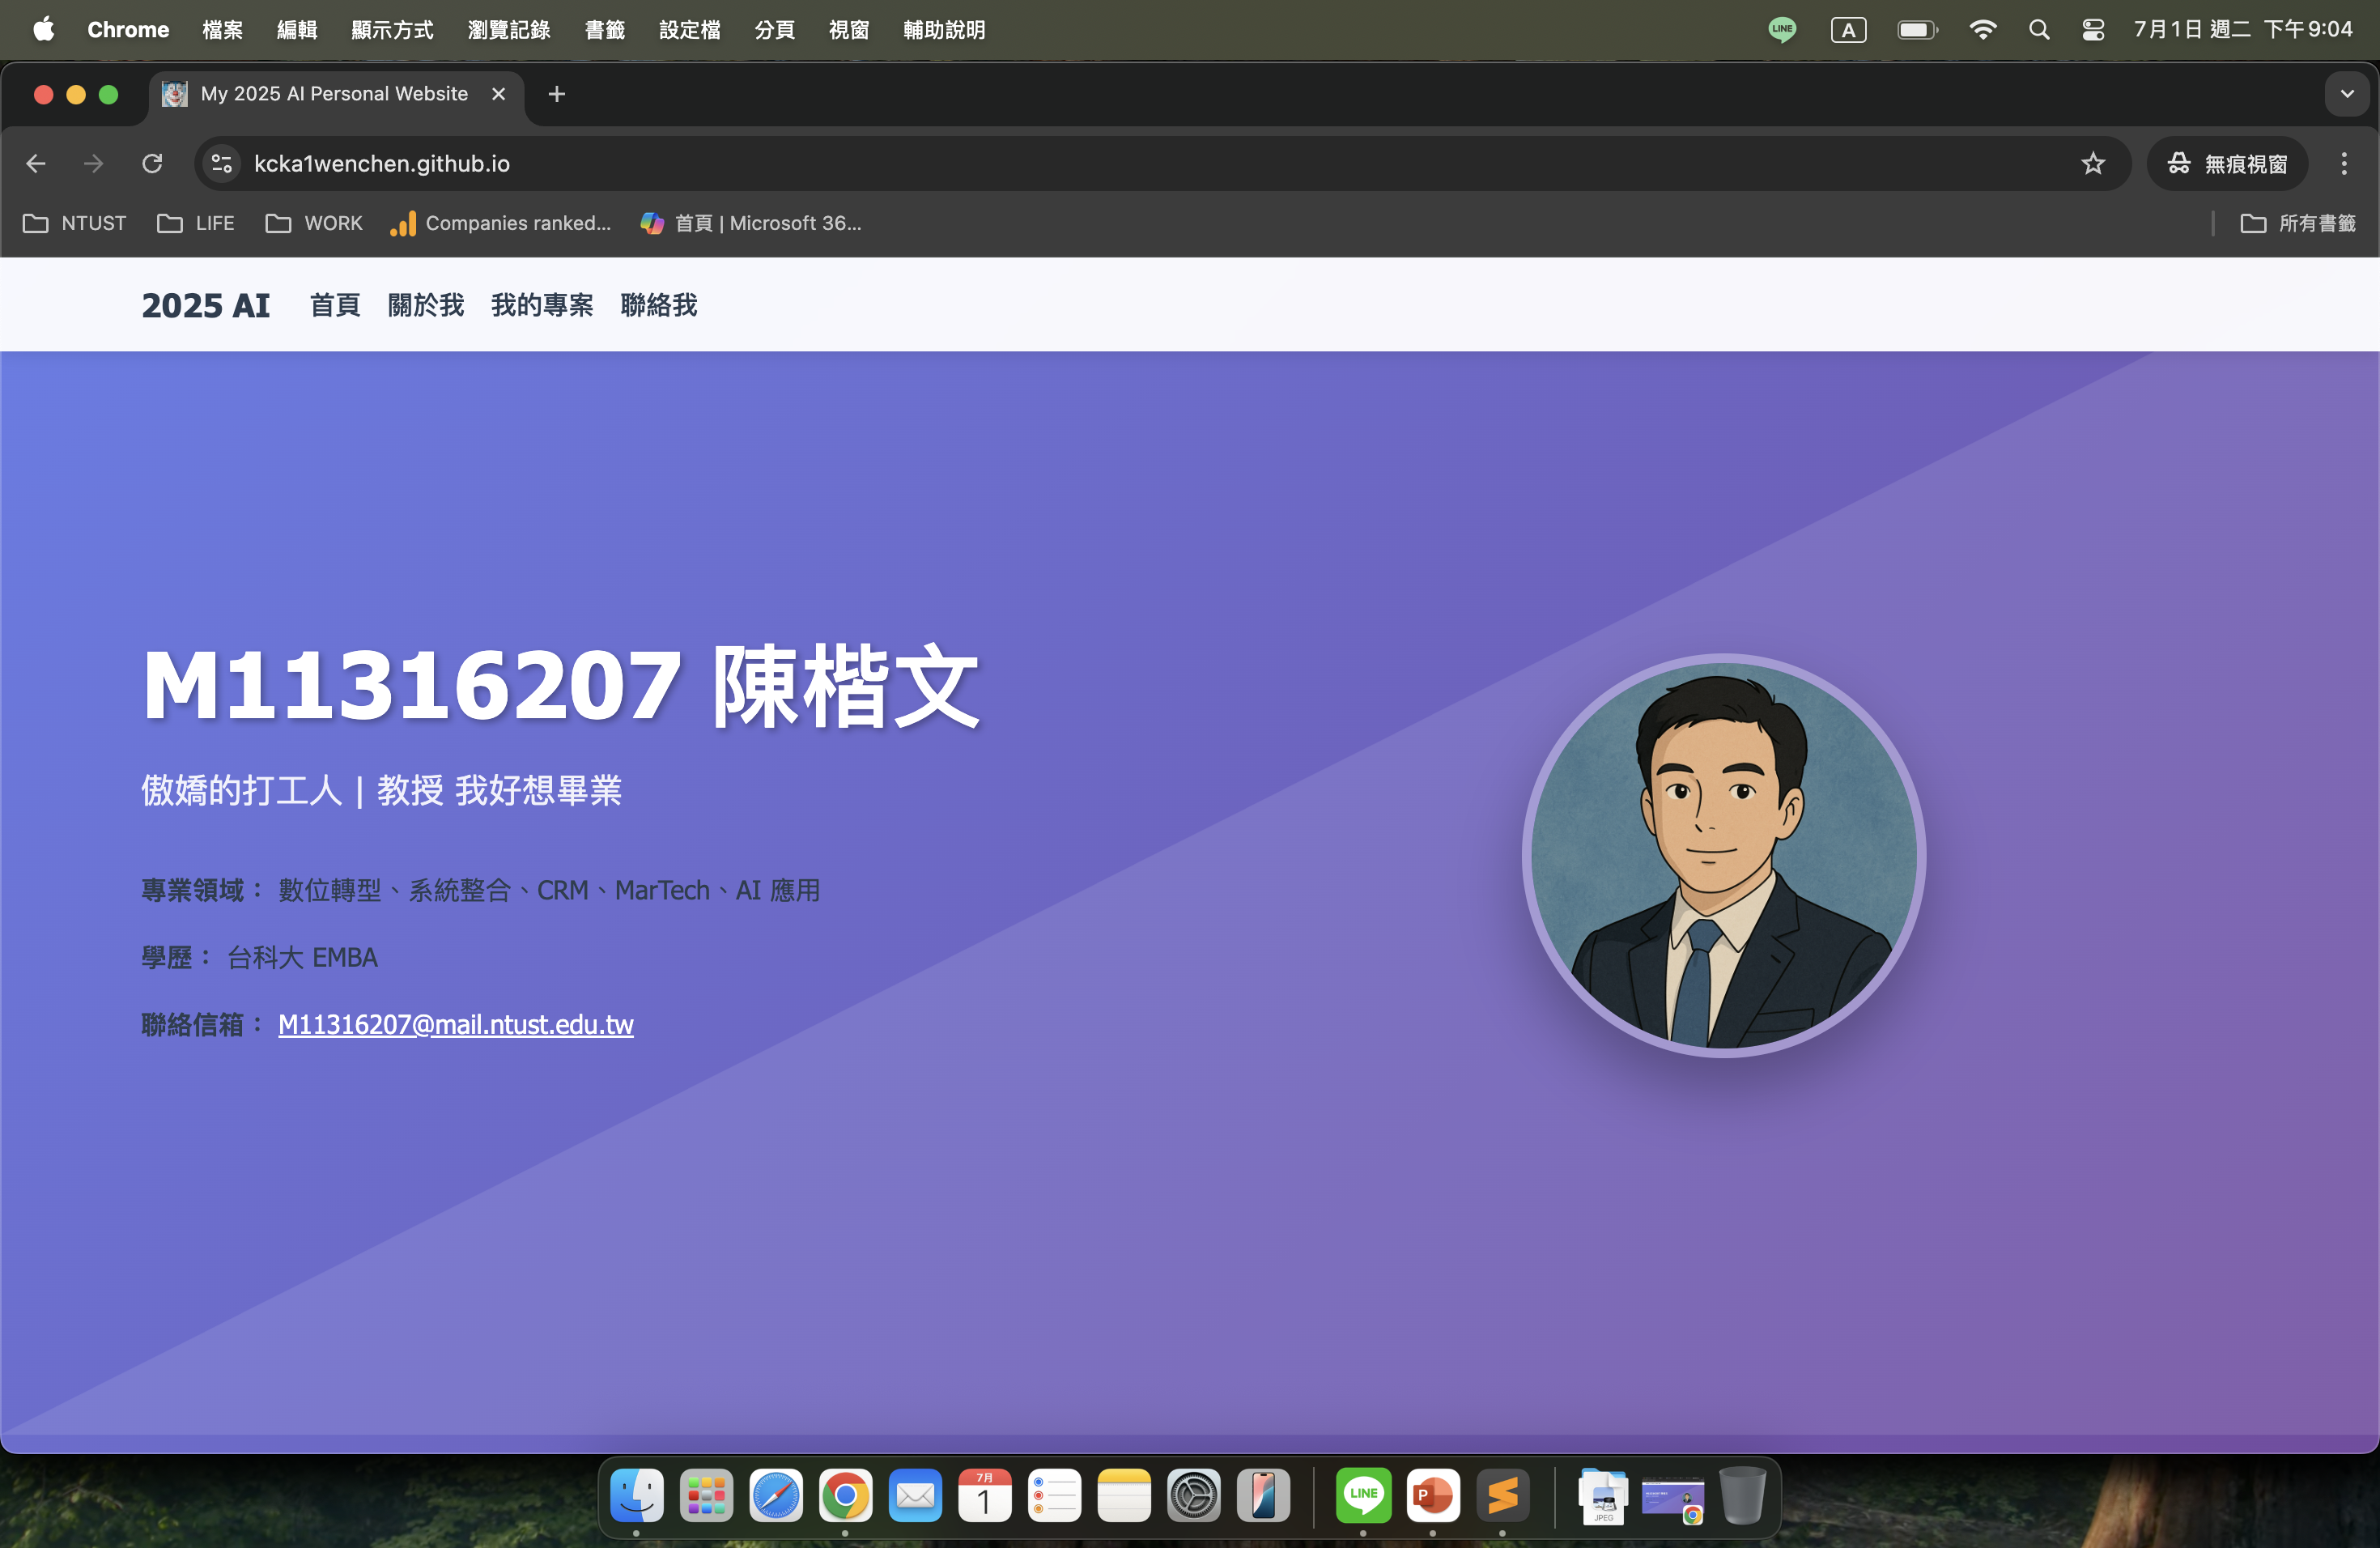 Chrome 檔案 編輯 顯示方式 瀏覽記錄 書籤 設定檔 分頁 視窗 輔助說明 LINE A 7月1日 週二 下午9:04
My 2025 AI Personal Website
kcka1wenchen.github.io 無痕視窗
NTUST LIFE WORK Companies ranked... 首頁 | Microsoft 36... 所有書籤
2025 AI 首頁 關於我 我的專案 聯絡我
M11316207 陳楷文
傲嬌的打工人 | 教授 我好想畢業
專業領域： 數位轉型、系統整合、CRM、MarTech、AI 應用
學歷： 台科大 EMBA
聯絡信箱： M11316207@mail.ntust.edu.tw
7月
1
LINE
P
JPEG